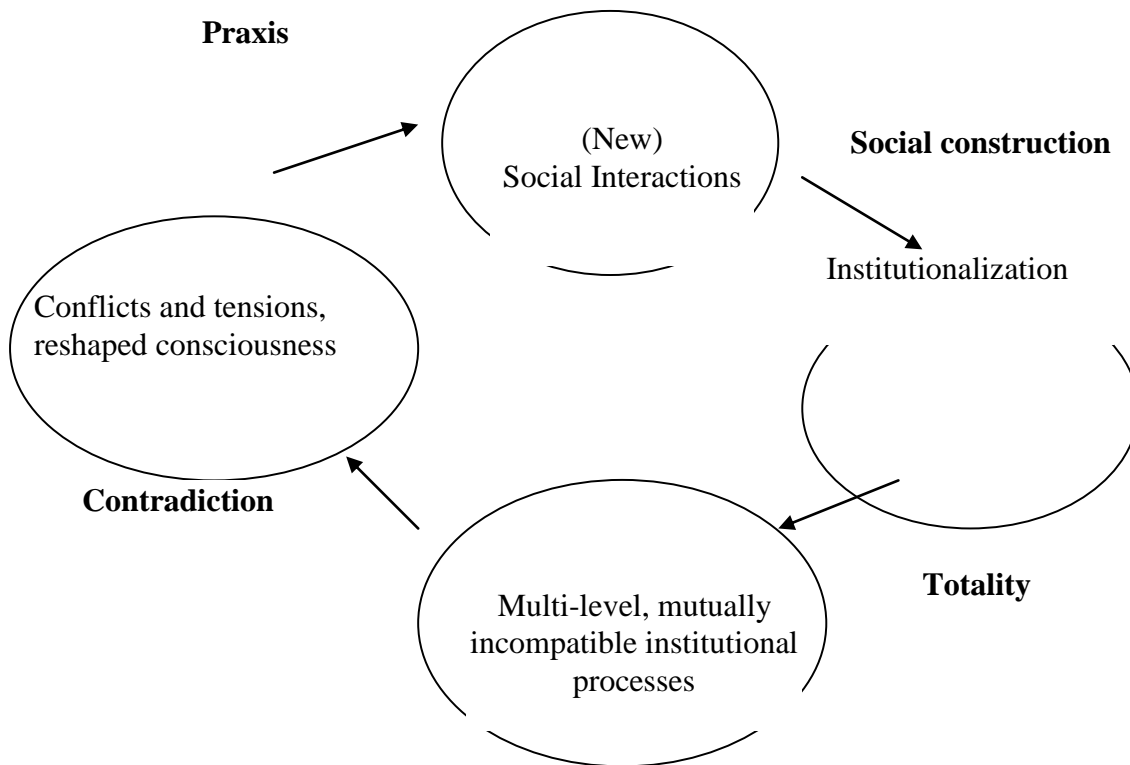 Praxis
(New)
Social Interactions
Social construction
Institutionalization
Conflicts and tensions,
reshaped consciousness
Contradiction
Totality
Multi-level, mutually
incompatible institutional
processes